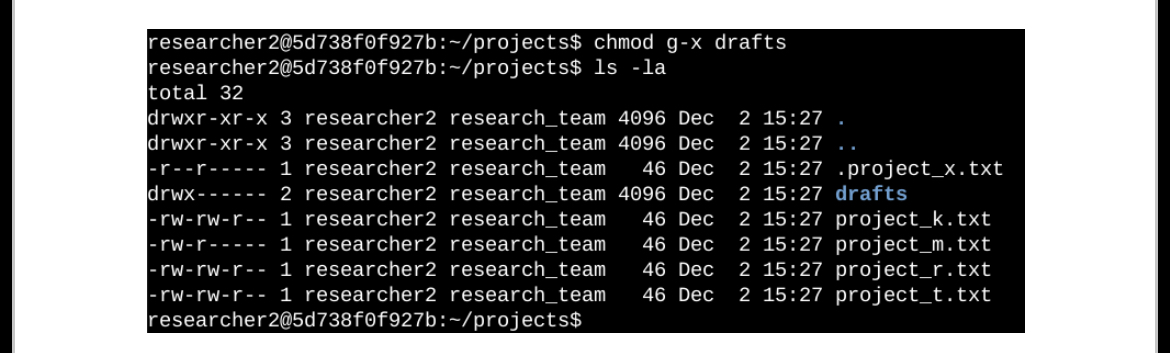 researcher2@5d738f0f927b:~/projects$ chmod g-x drafts
researcher2@5d738f0f927b:~/projects$ ls -la
total 32
drwxr-xr-x 3 researcher2 research_team 4096 Dec  2 15:27 .
drwxr-xr-x 3 researcher2 research_team 4096 Dec  2 15:27 ..
-r--r----- 1 researcher2 research_team   46 Dec  2 15:27 .project_x.txt
drwx------ 2 researcher2 research_team 4096 Dec  2 15:27 drafts
-rw-rw-r-- 1 researcher2 research_team   46 Dec  2 15:27 project_k.txt
-rw-r----- 1 researcher2 research_team   46 Dec  2 15:27 project_m.txt
-rw-rw-r-- 1 researcher2 research_team   46 Dec  2 15:27 project_r.txt
-rw-rw-r-- 1 researcher2 research_team   46 Dec  2 15:27 project_t.txt
researcher2@5d738f0f927b:~/projects$